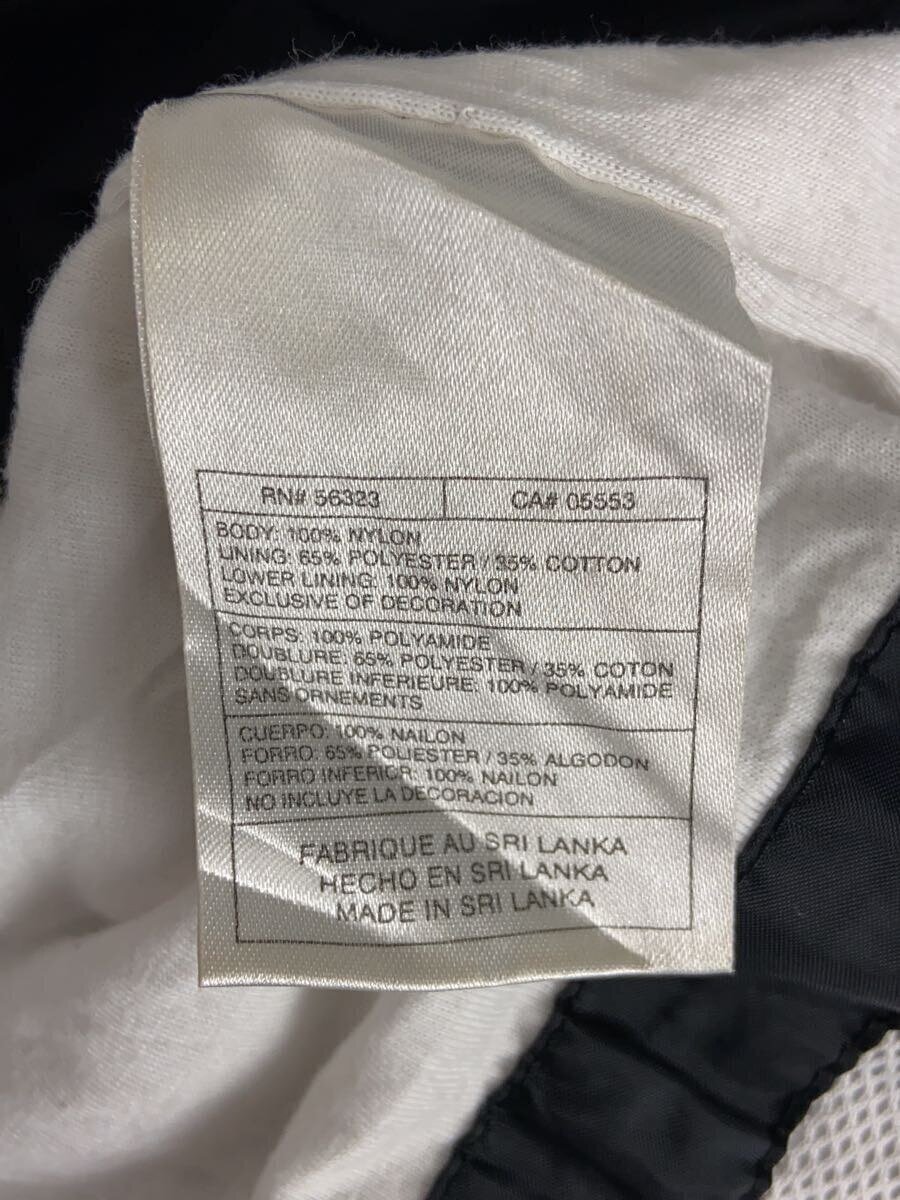 RN# 56323
CA# 05553
BODY: 100% NYLON
LINING: 65% POLYESTER / 35% COTTON
LOWER LINING: 100% NYLON
EXCLUSIVE OF DECORATION
CORPS: 100% POLYAMIDE
DOUBLURE: 65% POLYESTER / 35% COTON
DOUBLURE INFERIEURE: 100% POLYAMIDE
SANS ORNEMENTS
CUERPO: 100% NAILON
FORRO: 65% POLIESTER / 35% ALGODON
FORRO INFERIOR: 100% NAILON
NO INCLUYE LA DECORACION
FABRIQUE AU SRI LANKA
HECHO EN SRI LANKA
MADE IN SRI LANKA